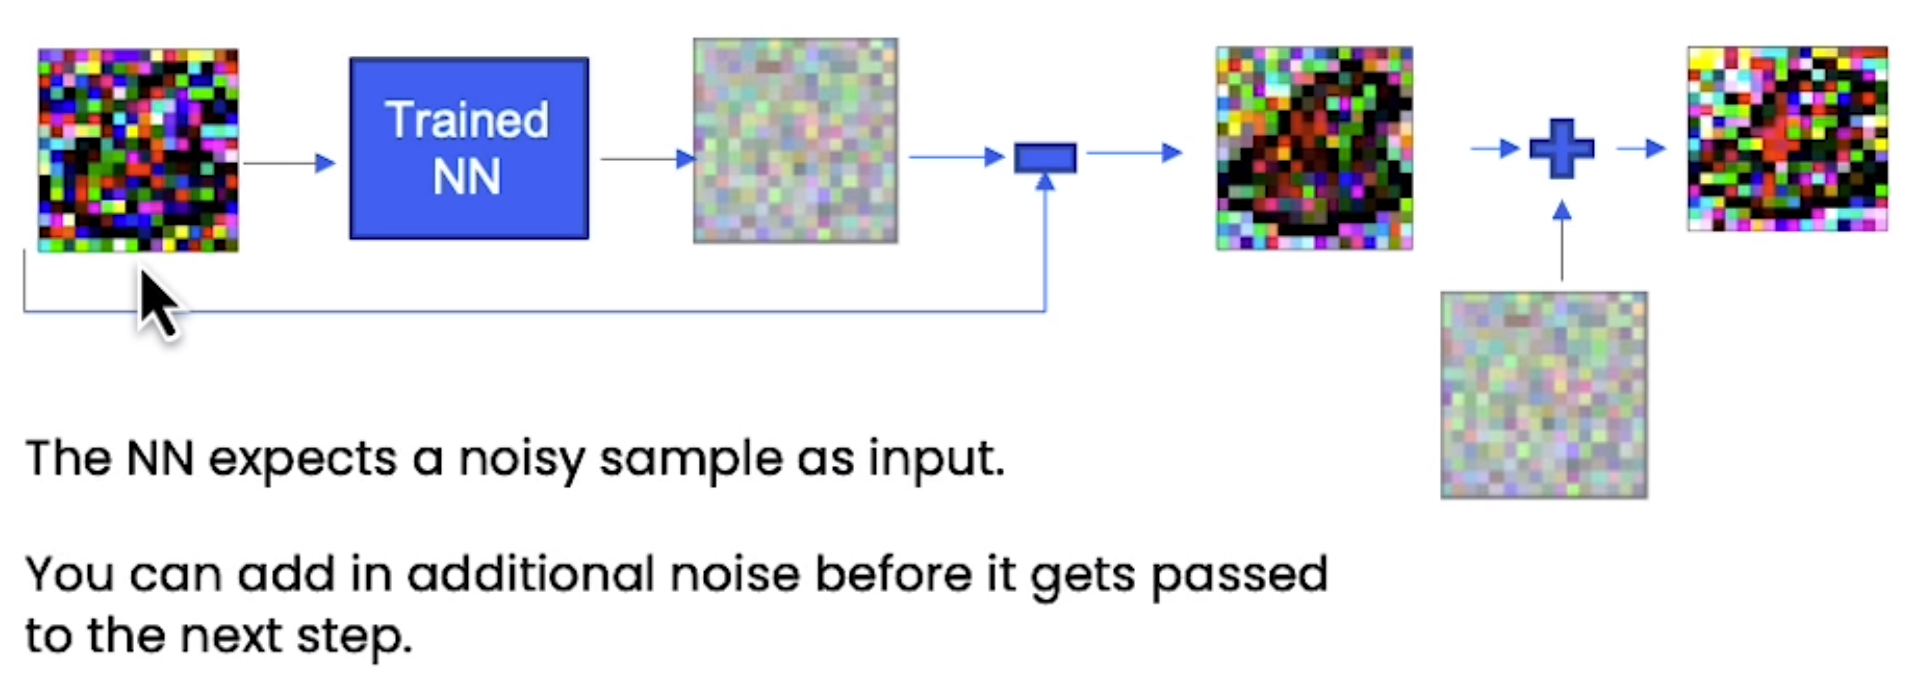 Trained
NN
The NN expects a noisy sample as input.
You can add in additional noise before it gets passed
to the next step.